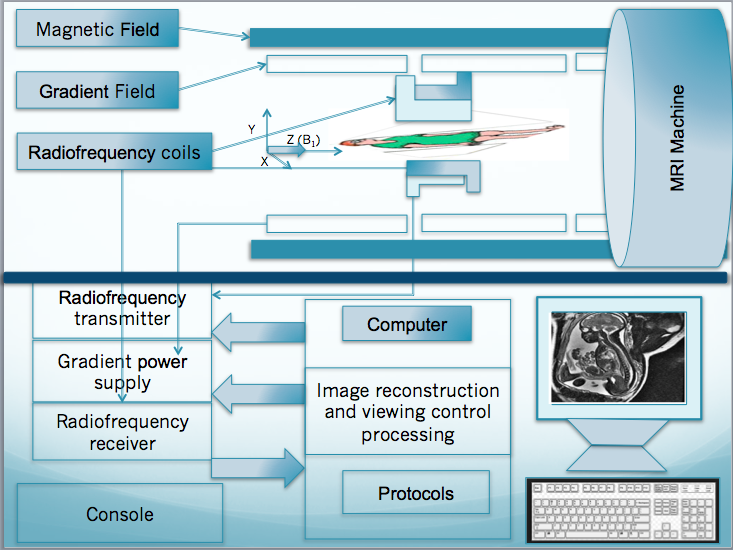 Magnetic Field
Gradient Field
Radiofrequency coils
Y
Z (B₁)
X
MRI Machine
Radiofrequency
transmitter
Gradient power
supply
Radiofrequency
receiver
Console
Computer
Image reconstruction
and viewing control
processing
Protocols